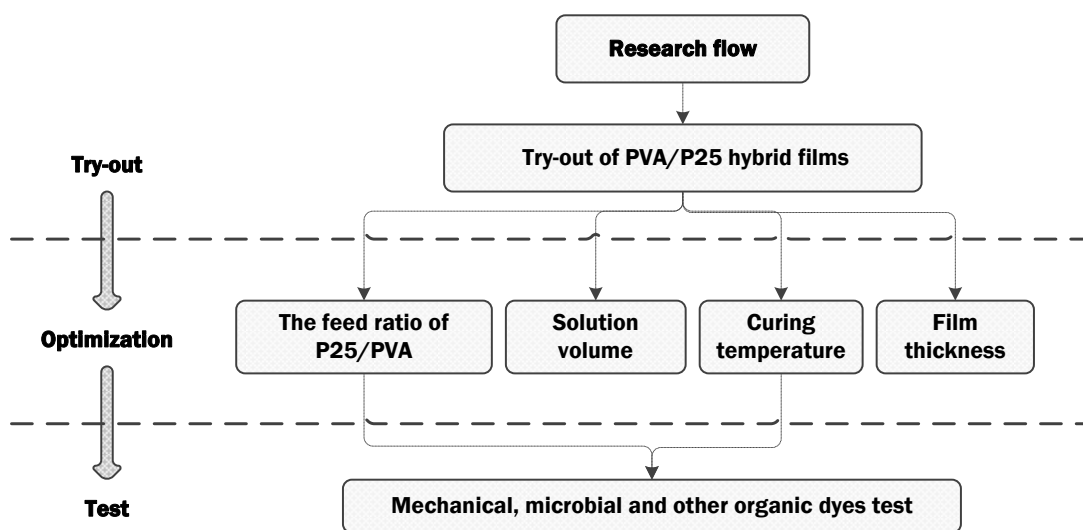 Research flow
Try-out of PVA/P25 hybrid films
Try-out
The feed ratio of
P25/PVA
Solution
volume
Curing
temperature
Film
thickness
Optimization
Mechanical, microbial and other organic dyes test
Test